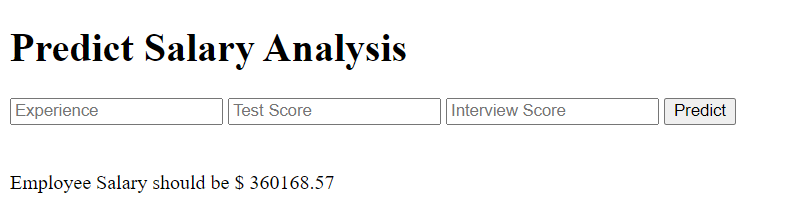 Predict Salary Analysis
Experience Test Score Interview Score Predict
Employee Salary should be $ 360168.57